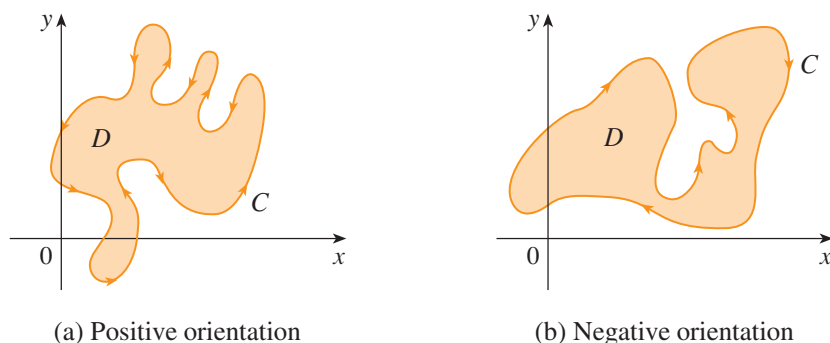 y
D
C
0
x
(a) Positive orientation
y
C
D
0
x
(b) Negative orientation